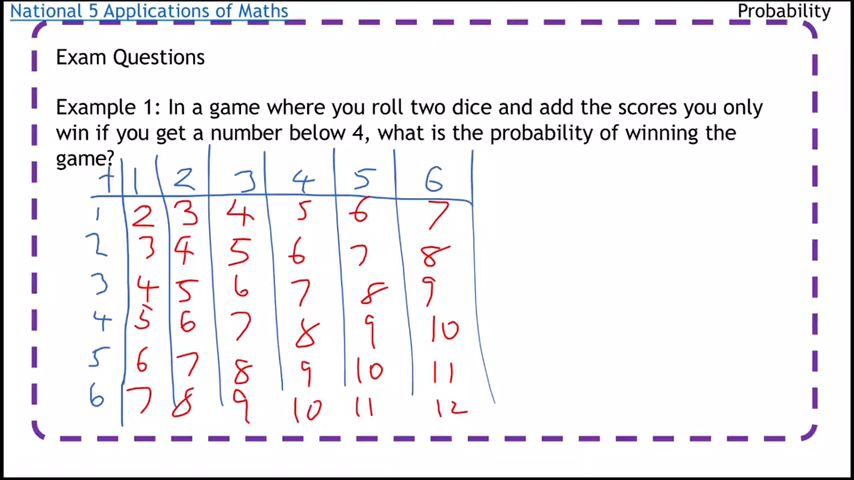 National 5 Applications of Maths
Probability
Exam Questions
Example 1: In a game where you roll two dice and add the scores you only
win if you get a number below 4, what is the probability of winning the
game?
+ 1 2 3 4 5 6
1 2 3 4 5 6 7
2 3 4 5 6 7 8
3 4 5 6 7 8 9
4 5 6 7 8 9 10
5 6 7 8 9 10 11
6 7 8 9 10 11 12